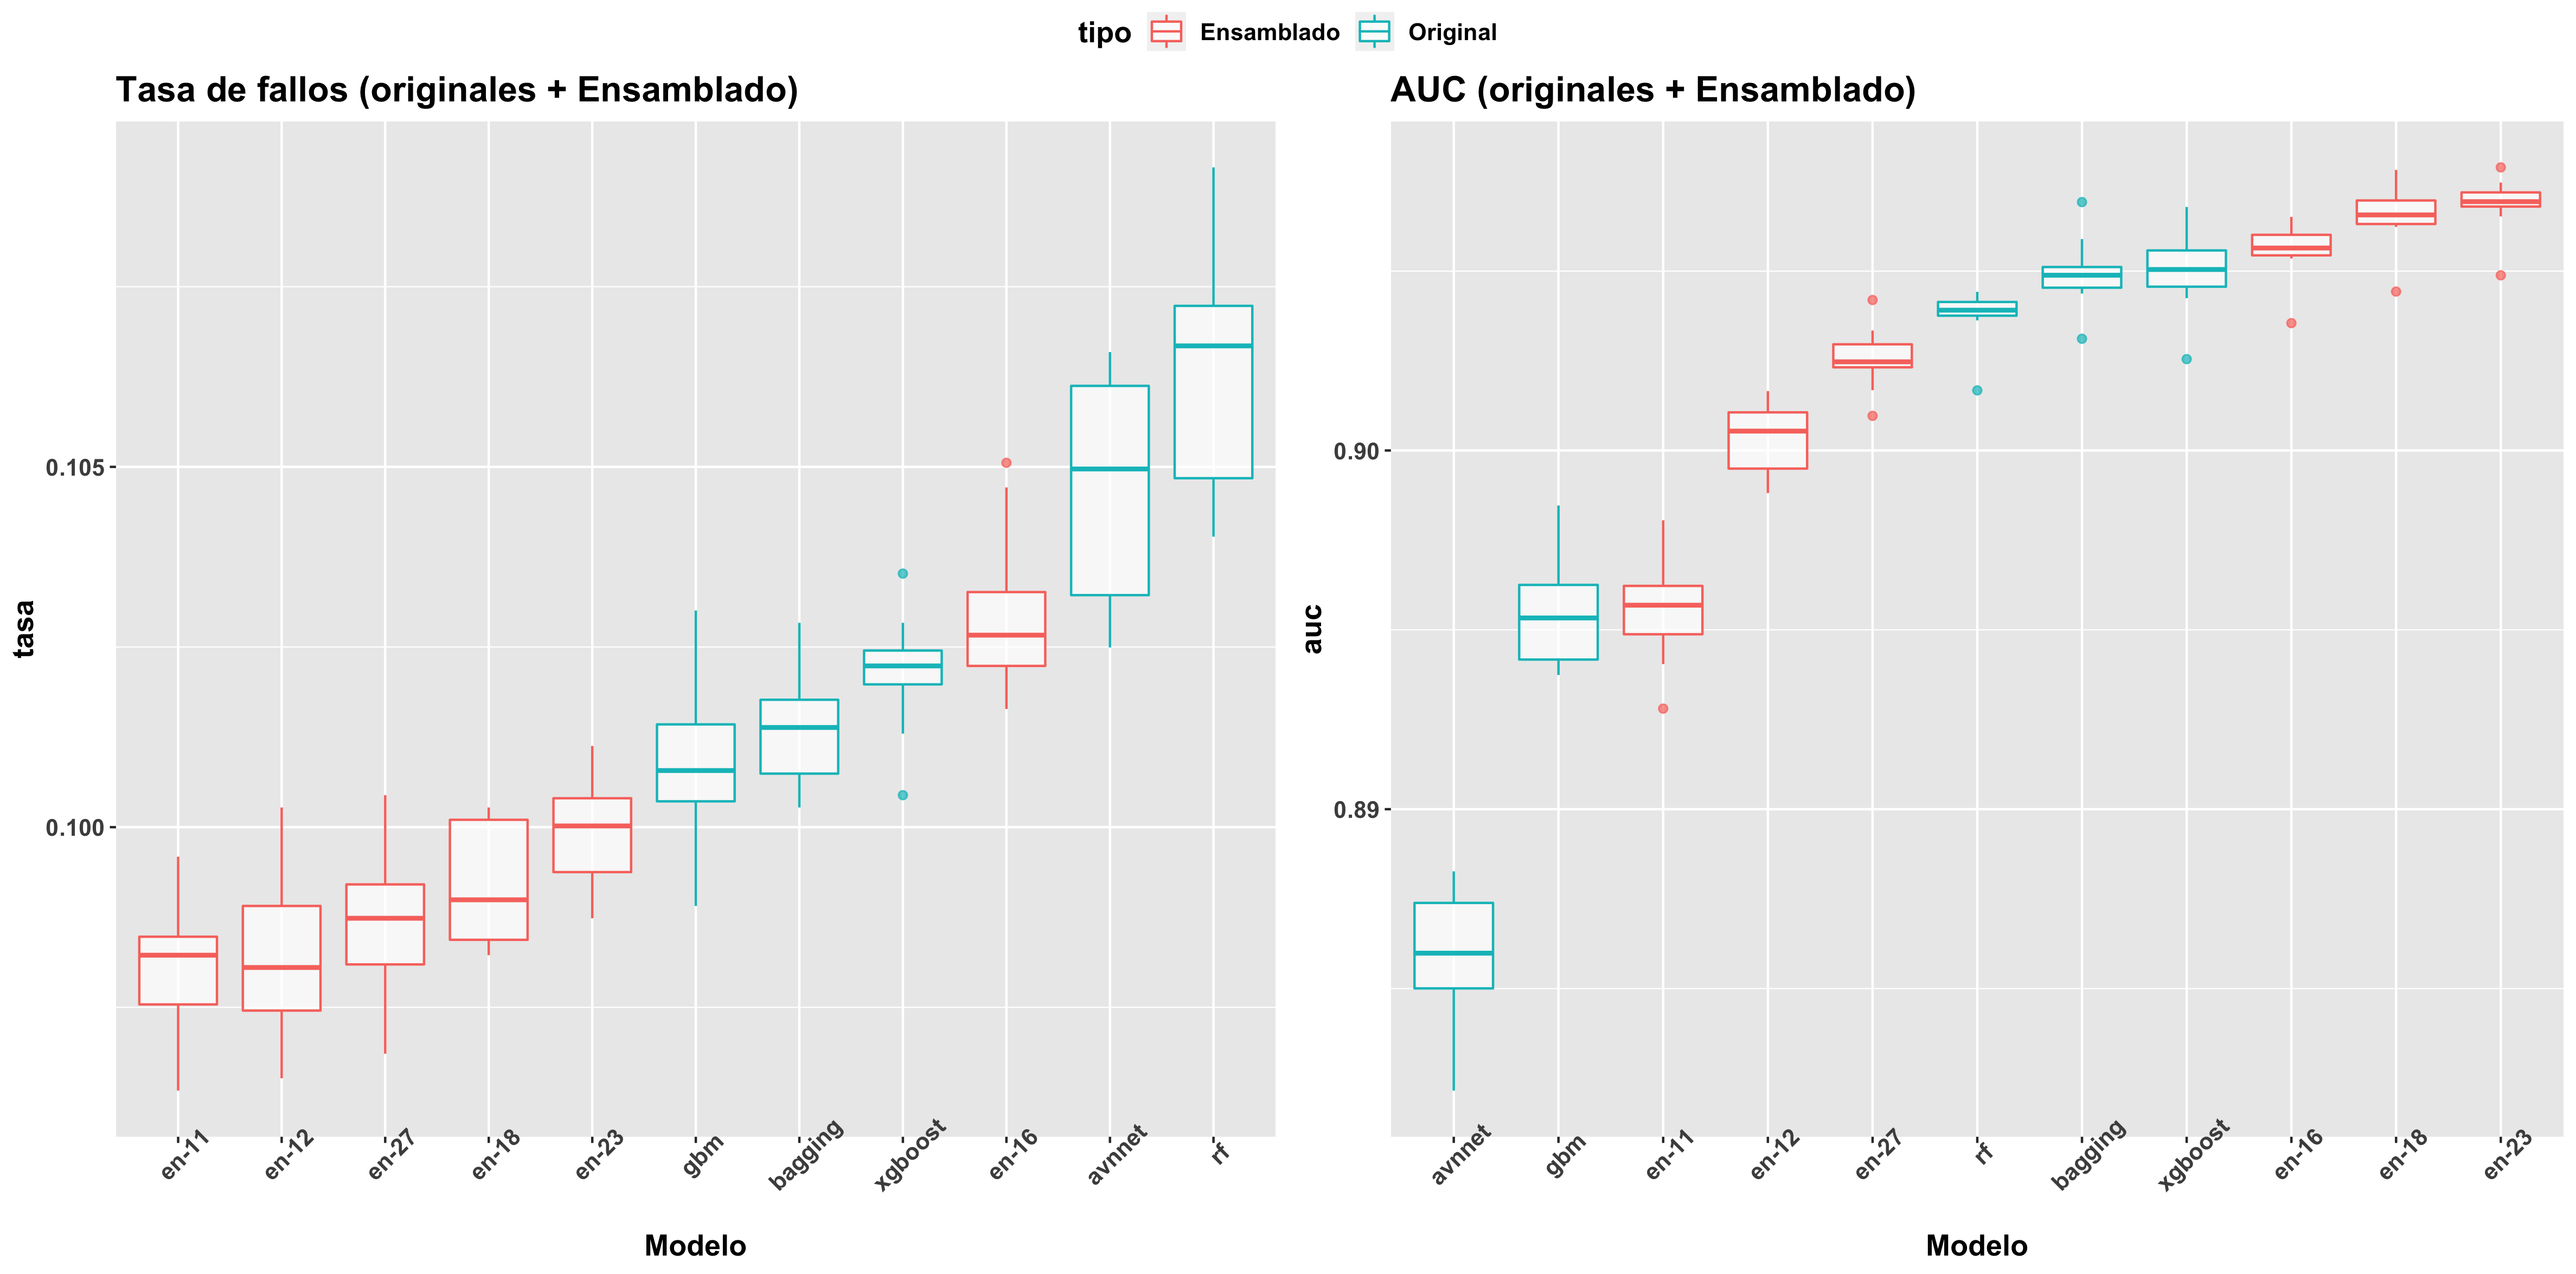 tipo Ensamblado Original
Tasa de fallos (originales + Ensamblado)
tasa
0.105
0.100
en-11 en-12 en-27 en-18 en-23 gbm bagging xgboost en-16 avnnet rf
Modelo
AUC (originales + Ensamblado)
auc
0.90
0.89
avnnet gbm en-11 en-12 en-27 rf bagging xgboost en-16 en-18 en-23
Modelo